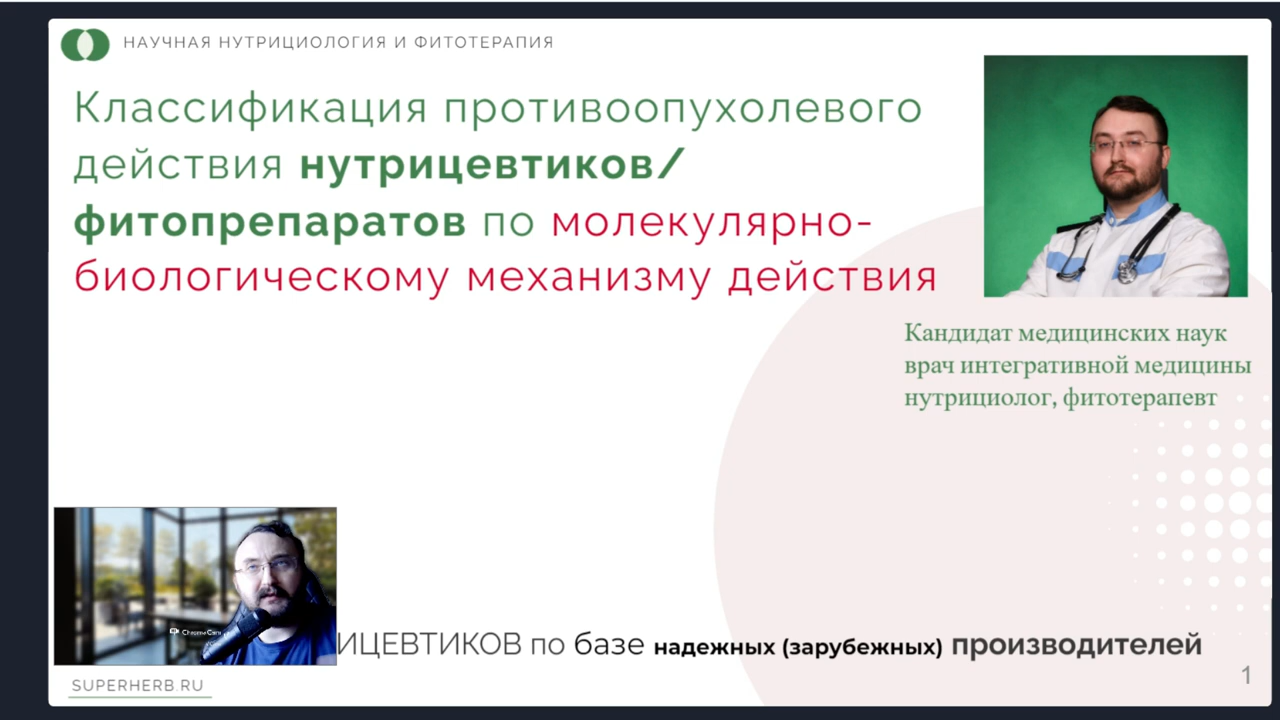 НАУЧНАЯ НУТРИЦИОЛОГИЯ И ФИТОТЕРАПИЯ
Классификация противоопухолевого
действия нутрицевтиков/
фитопрепаратов по молекулярно-
биологическому механизму действия
Кандидат медицинских наук
врач интегративной медицины
нутрициолог, фитотерапевт
ИЦЕВТИКОВ по базе надежных (зарубежных) производителей
SUPERHERB.RU
1